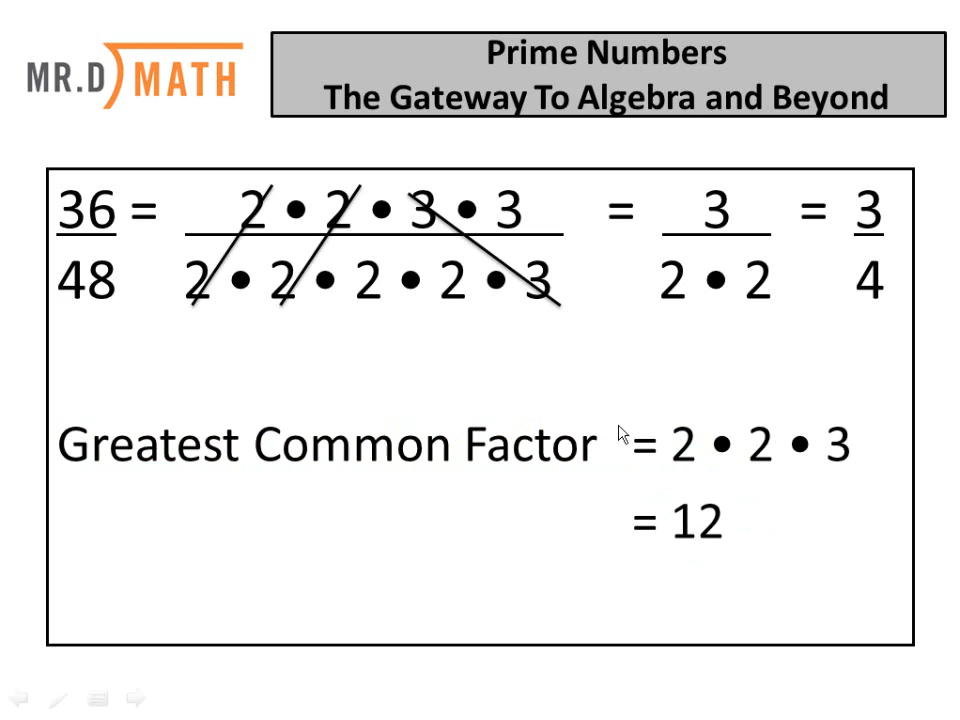 MR.D MATH
Prime Numbers
The Gateway To Algebra and Beyond
36 = 2 • 2 • 3 • 3 = 3 = 3
48 2 • 2 • 2 • 2 • 3 2 • 2 4
Greatest Common Factor = 2 • 2 • 3
= 12